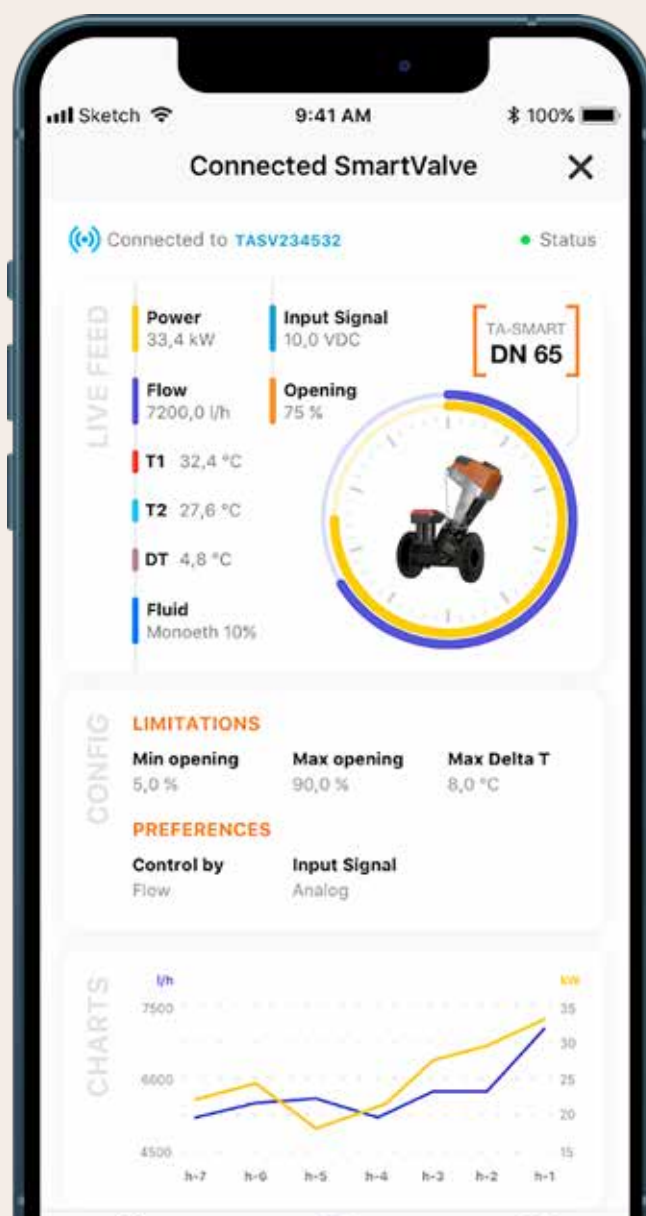 Sketch 9:41 AM 100%
Connected SmartValve
Connected to TASV234532 Status
LIVE FEED
Power
33,4 kW
Input Signal
10,0 VDC
TA-SMART
DN 65
Flow
7200,0 l/h
Opening
75 %
T1 32,4 °C
T2 27,6 °C
DT 4,8 °C
Fluid
Monoeth 10%
CONFIG
LIMITATIONS
Min opening Max opening Max Delta T
5,0 % 90,0 % 8,0 °C
PREFERENCES
Control by Input Signal
Flow Analog
CHARTS
l/h kW
7500 35
30
6000 25
20
4500 15
h-7 h-6 h-5 h-4 h-3 h-2 h-1